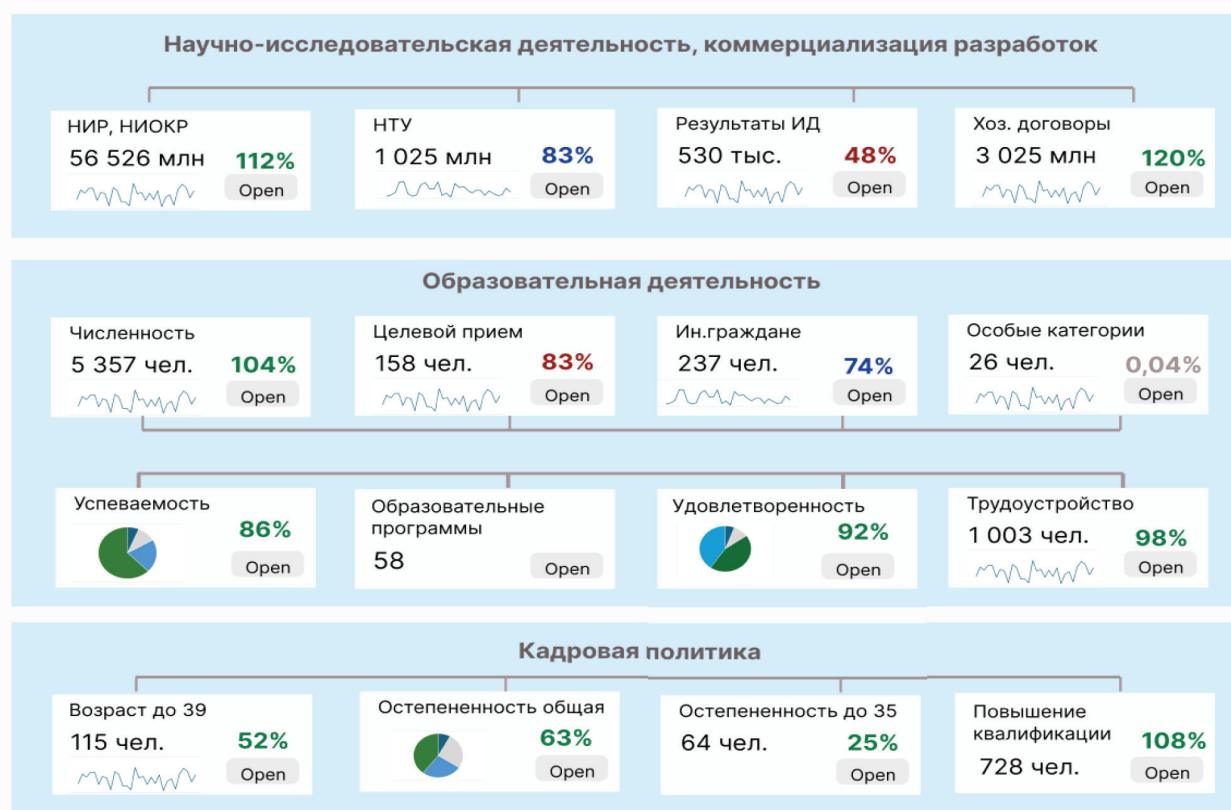 Научно-исследовательская деятельность, коммерциализация разработок
НИР, НИОКР
56 526 млн
112%
Open
НТУ
1 025 млн
83%
Open
Результаты ИД
530 тыс.
48%
Open
Хоз. договоры
3 025 млн
120%
Open
Образовательная деятельность
Численность
5 357 чел.
104%
Open
Целевой прием
158 чел.
83%
Open
Ин.граждане
237 чел.
74%
Open
Особые категории
26 чел.
0,04%
Open
Успеваемость
86%
Open
Образовательные
программы
58
Open
Удовлетворенность
92%
Open
Трудоустройство
1 003 чел.
98%
Open
Кадровая политика
Возраст до 39
115 чел.
52%
Open
Остепененность общая
63%
Open
Остепененность до 35
64 чел.
25%
Open
Повышение
квалификации
108%
728 чел.
Open